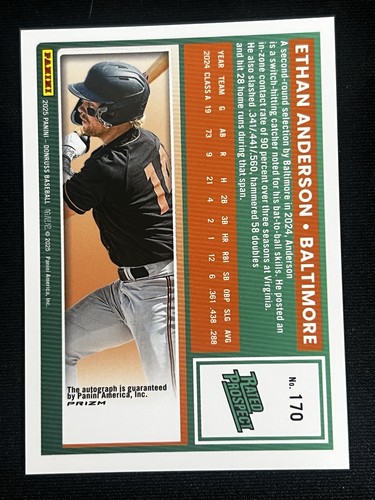 ETHAN ANDERSON • BALTIMORE
A second-round selection by Baltimore in 2024, Anderson
is a switch-hitting catcher noted for his bat-to-ball skills. He posted an
in-zone contact rate of 90 percent over three seasons at Virginia.
He also slashed .341/.441/.560, hammered 58 doubles
and hit 28 home runs during that span.
YEAR TEAM G AB R H 2B 3B HR RBI SB OBP SLG AVG
2024 CLASS A 19 73 9 21 4 2 1 12 6 .361 .438 .288
No. 170
RATED PROSPECT
The autograph is guaranteed
by Panini America, Inc.
PRIZM
PANINI
2025 PANINI – DONRUSS BASEBALL
© 2025 Panini America, Inc.